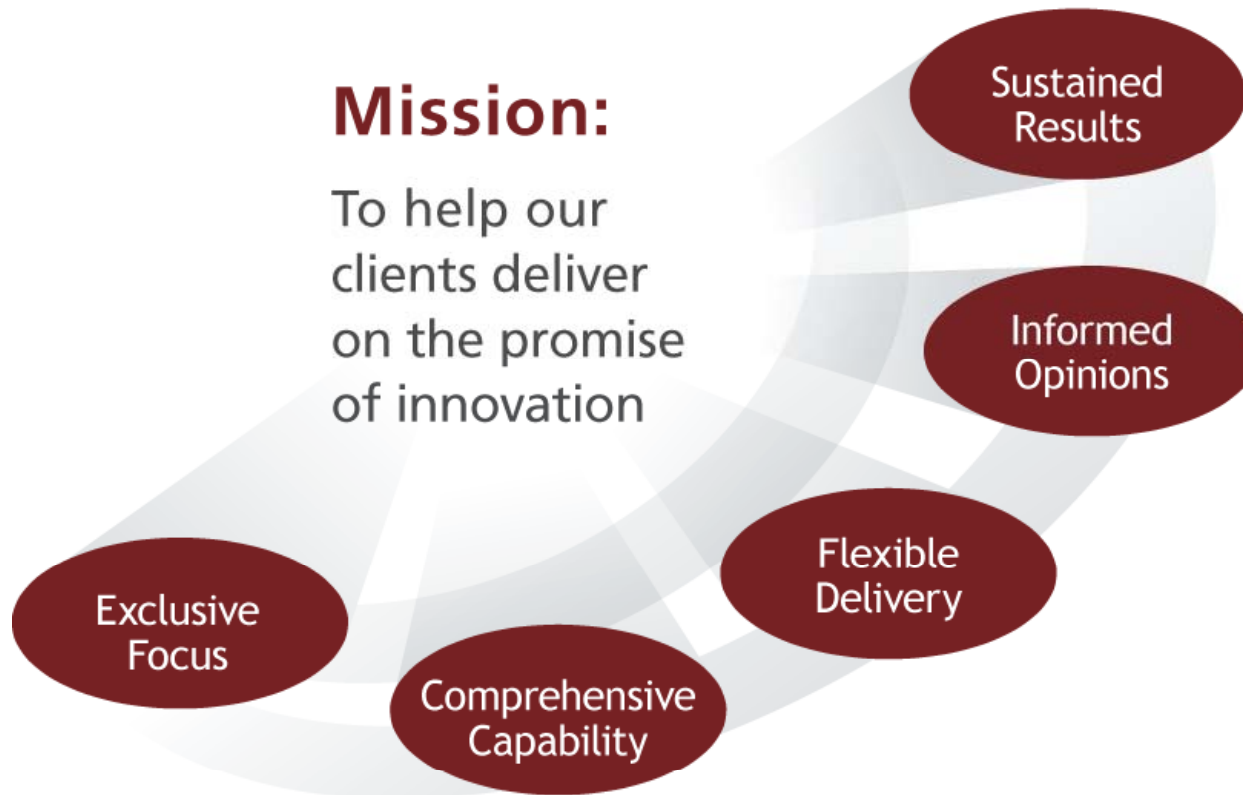 Mission:
To help our
clients deliver
on the promise
of innovation
Sustained
Results
Informed
Opinions
Flexible
Delivery
Comprehensive
Capability
Exclusive
Focus